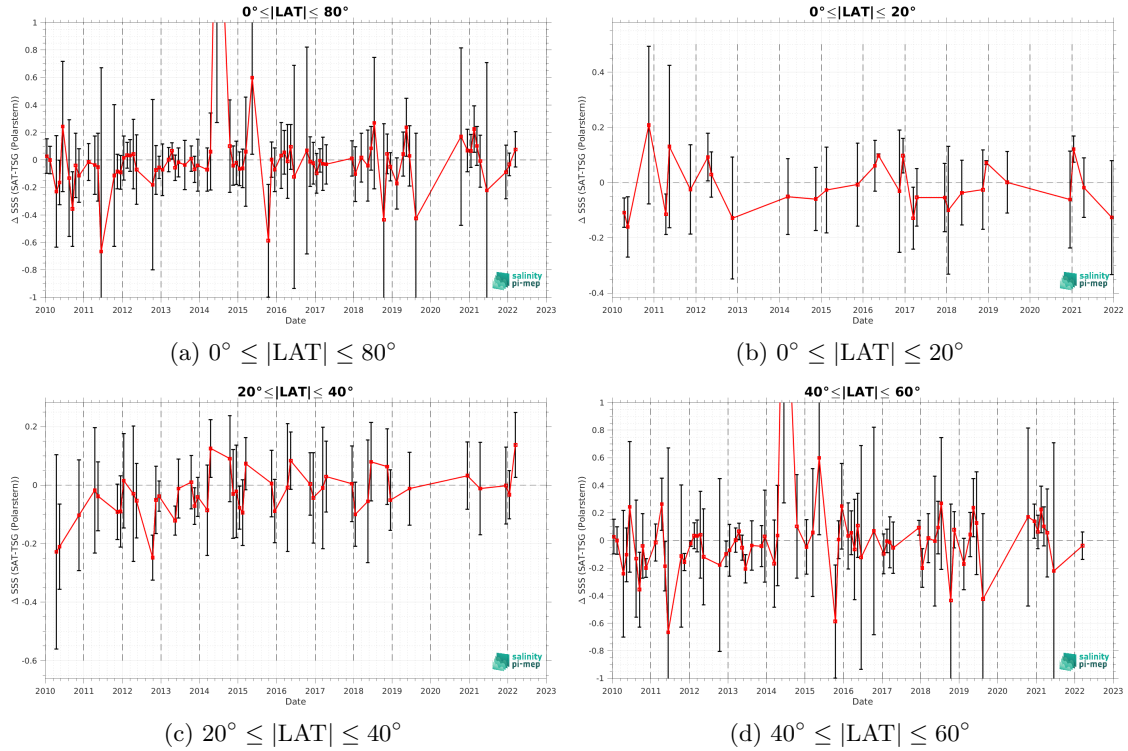 0°≤|LAT|≤ 80°
1
0.8
0.6
0.4
0.2
0
-0.2
-0.4
-0.6
-0.8
-1
Δ SSS (SAT-TSG (Polarstern))
2010 2011 2012 2013 2014 2015 2016 2017 2018 2019 2020 2021 2022 2023
Date
salinity
pi-mep
(a) 0° ≤ |LAT| ≤ 80°
0°≤|LAT|≤ 20°
0.4
0.2
0
-0.2
-0.4
Δ SSS (SAT-TSG (Polarstern))
2010 2011 2012 2013 2014 2015 2016 2017 2018 2019 2020 2021 2022
Date
salinity
pi-mep
(b) 0° ≤ |LAT| ≤ 20°
20°≤|LAT|≤ 40°
0.2
0
-0.2
-0.4
-0.6
Δ SSS (SAT-TSG (Polarstern))
2010 2011 2012 2013 2014 2015 2016 2017 2018 2019 2020 2021 2022 2023
Date
salinity
pi-mep
(c) 20° ≤ |LAT| ≤ 40°
40°≤|LAT|≤ 60°
1
0.8
0.6
0.4
0.2
0
-0.2
-0.4
-0.6
-0.8
-1
Δ SSS (SAT-TSG (Polarstern))
2010 2011 2012 2013 2014 2015 2016 2017 2018 2019 2020 2021 2022 2023
Date
salinity
pi-mep
(d) 40° ≤ |LAT| ≤ 60°